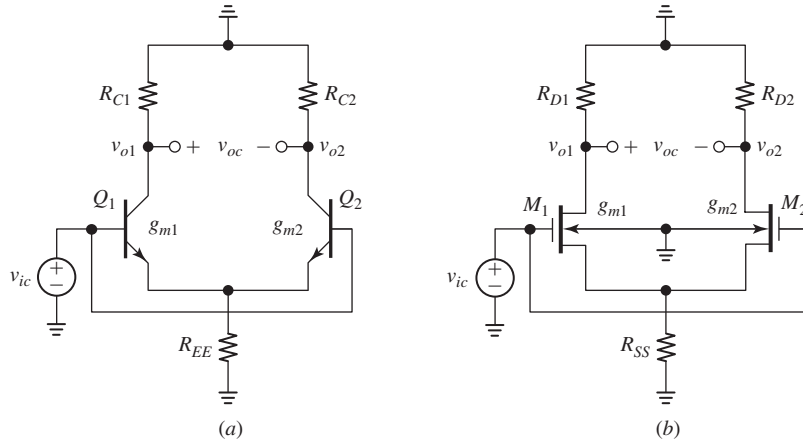 R_{C1} R_{C2} R_{D1} R_{D2}
v_{o1} + v_{oc} − v_{o2} v_{o1} + v_{oc} − v_{o2}
Q_1 Q_2 M_1 g_{m1} g_{m2} M_2
g_{m1} g_{m2}
v_{ic} + − v_{ic} + −
R_{EE} R_{SS}
(a) (b)